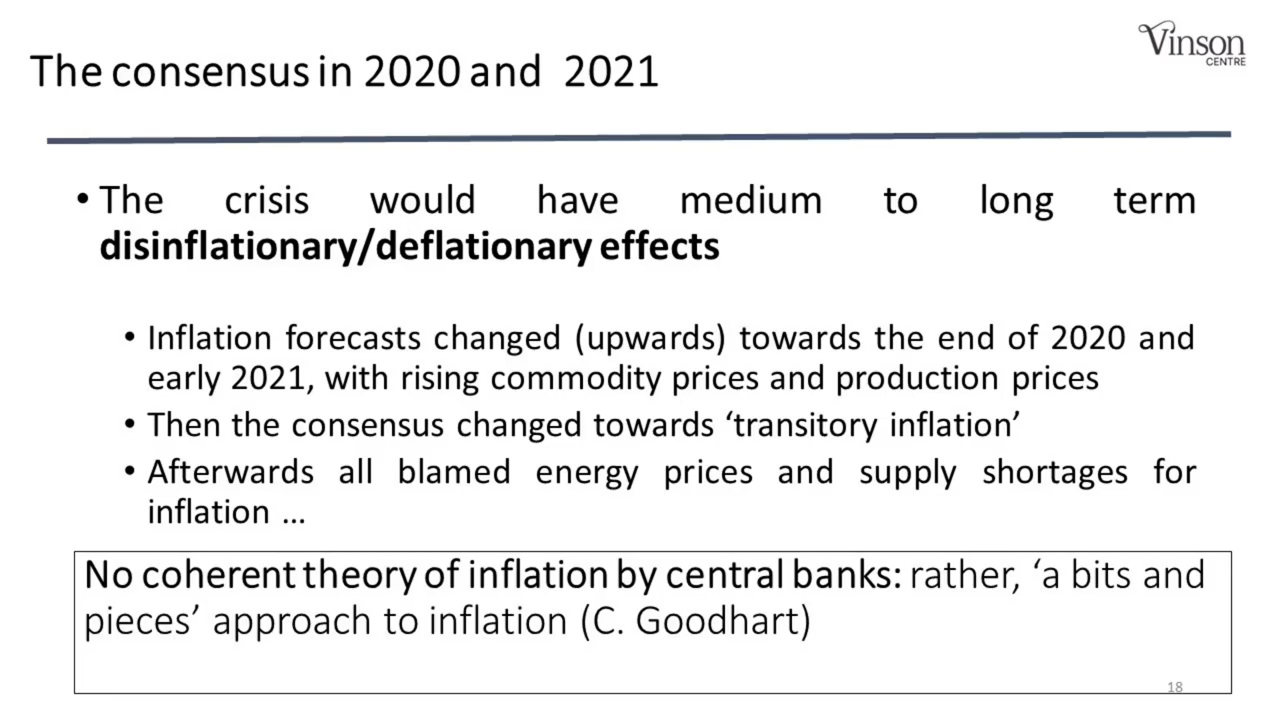 Vinson
CENTRE
The consensus in 2020 and 2021
• The crisis would have medium to long term
disinflationary/deflationary effects
• Inflation forecasts changed (upwards) towards the end of 2020 and
early 2021, with rising commodity prices and production prices
• Then the consensus changed towards ‘transitory inflation’
• Afterwards all blamed energy prices and supply shortages for
inflation …
No coherent theory of inflation by central banks: rather, ‘a bits and
pieces’ approach to inflation (C. Goodhart)
18